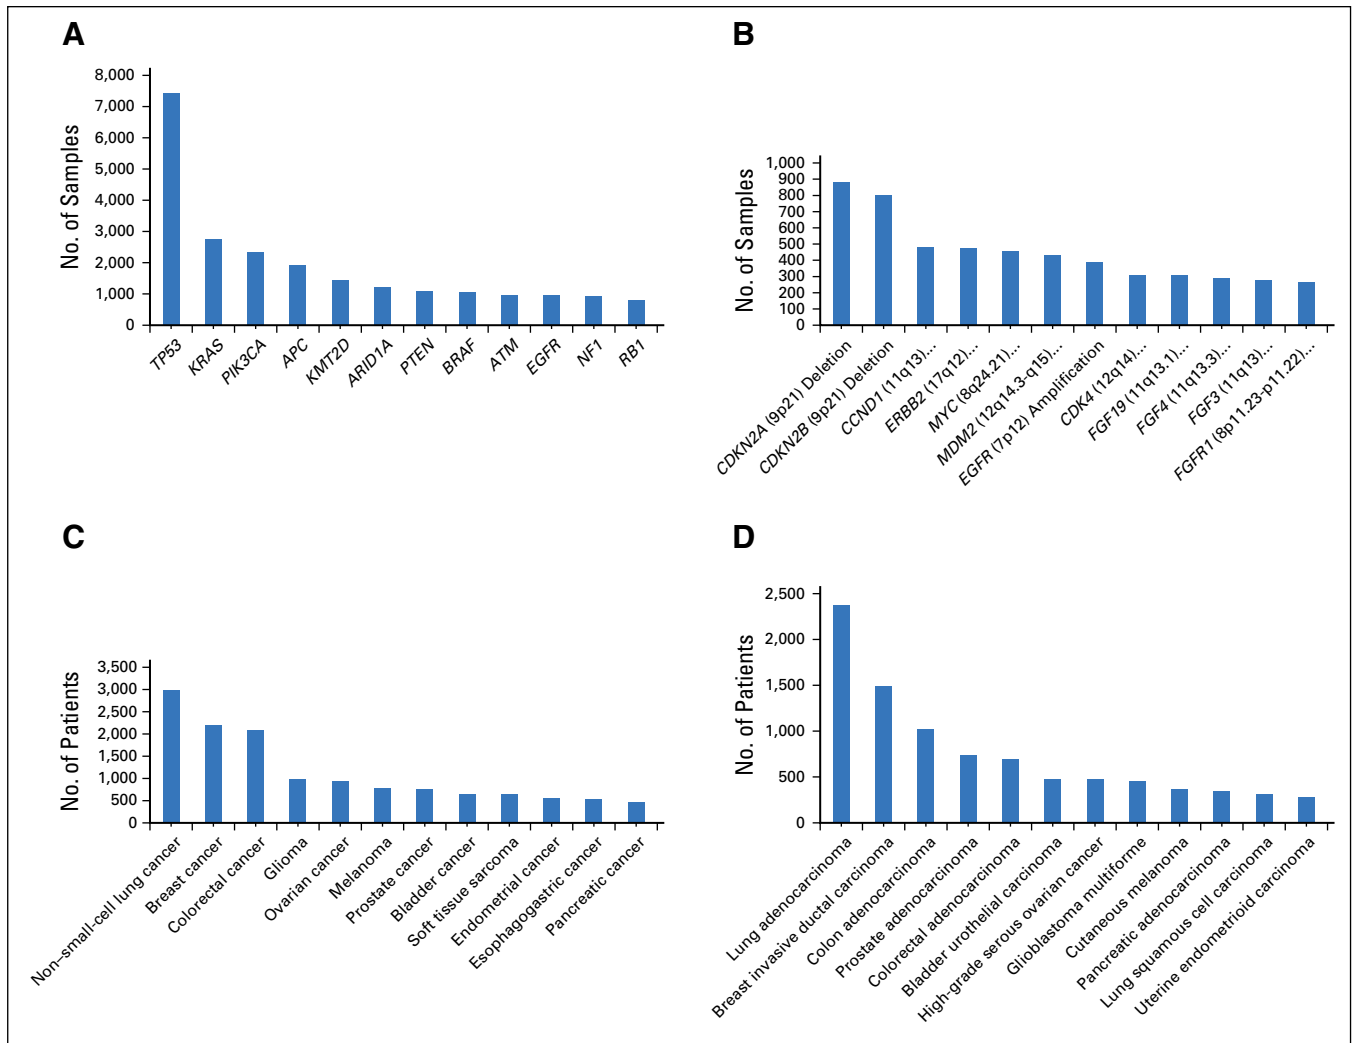 A
No. of Samples
8,000
7,000
6,000
5,000
4,000
3,000
2,000
1,000
0
TP53
KRAS
PIK3CA
APC
KMT2D
ARID1A
PTEN
BRAF
ATM
EGFR
NF1
RB1
B
No. of Samples
1,000
900
800
700
600
500
400
300
200
100
0
CDKN2A (9p21) Deletion
CDKN2B (9p21) Deletion
CCND1 (11q13)...
ERBB2 (17q12)...
MYC (8q24.21)...
MDM2 (12q14.3-q15)...
EGFR (7p12) Amplification
CDK4 (12q14)...
FGF19 (11q13.1)...
FGF4 (11q13.3)...
FGF3 (11q13)...
FGFR1 (8p11.23-p11.22)...
C
No. of Patients
3,500
3,000
2,500
2,000
1,500
1,000
500
0
Non–small-cell lung cancer
Breast cancer
Colorectal cancer
Glioma
Ovarian cancer
Melanoma
Prostate cancer
Bladder cancer
Soft tissue sarcoma
Endometrial cancer
Esophagogastric cancer
Pancreatic cancer
D
No. of Patients
2,500
2,000
1,500
1,000
500
0
Lung adenocarcinoma
Breast invasive ductal carcinoma
Colon adenocarcinoma
Prostate adenocarcinoma
Colorectal adenocarcinoma
Bladder urothelial carcinoma
High-grade serous ovarian cancer
Glioblastoma multiforme
Cutaneous melanoma
Pancreatic adenocarcinoma
Lung squamous cell carcinoma
Uterine endometrioid carcinoma